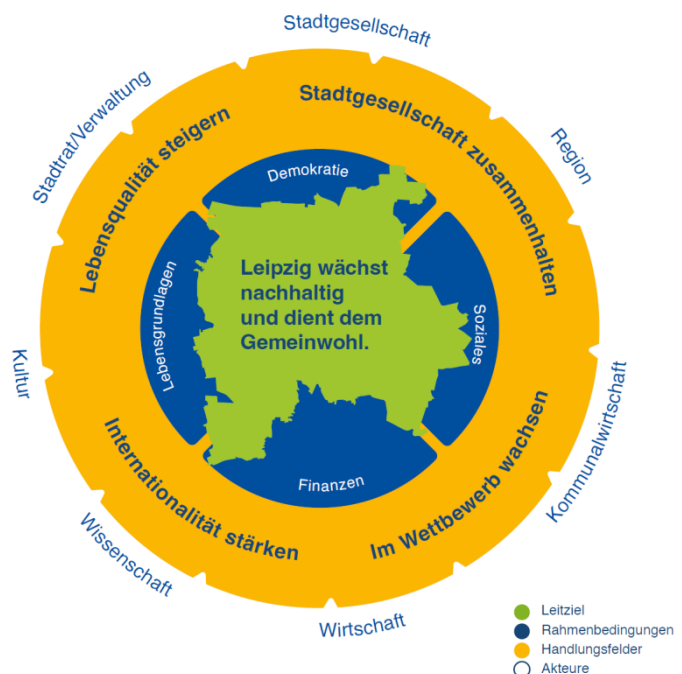 Stadtgesellschaft
Region
Kommunalwirtschaft
Wirtschaft
Wissenschaft
Kultur
Stadtrat/Verwaltung
Lebensqualität steigern
Stadtgesellschaft zusammenhalten
Im Wettbewerb wachsen
Internationalität stärken
Demokratie
Soziales
Finanzen
Lebensgrundlagen
Leipzig wächst
nachhaltig
und dient dem
Gemeinwohl.
Leitziel
Rahmenbedingungen
Handlungsfelder
Akteure